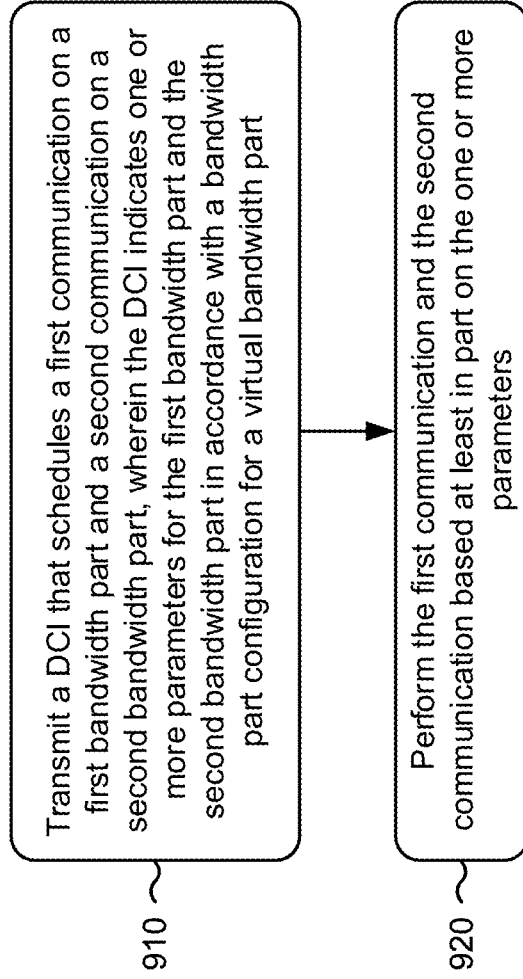 910
Transmit a DCI that schedules a first communication on a
first bandwidth part and a second communication on a
second bandwidth part, wherein the DCI indicates one or
more parameters for the first bandwidth part and the
second bandwidth part in accordance with a bandwidth
part configuration for a virtual bandwidth part
920
Perform the first communication and the second
communication based at least in part on the one or more
parameters